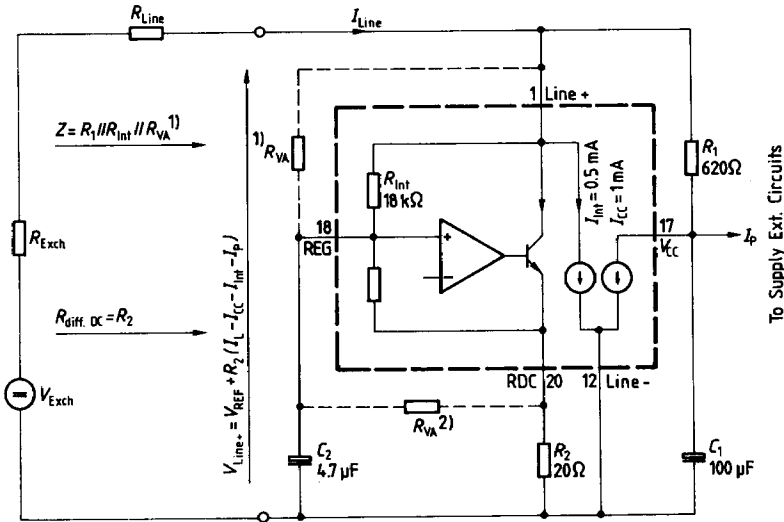 R_Line
I_Line
1 Line+
Z = R_1//R_Int//R_VA 1)
1) R_VA
R_Int
18 kΩ
I_Int = 0.5 mA
I_CC = 1 mA
R_1
620Ω
18
REG
+
−
17
V_CC
I_P
To Supply Ext. Circuits
R_Exch
R_diff. DC = R_2
V_Line+ = V_REF + R_2 (I_L − I_CC − I_Int − I_P)
V_Exch
RDC 20
12 Line-
R_VA 2)
C_2
4.7 µF
R_2
20Ω
C_1
100 µF